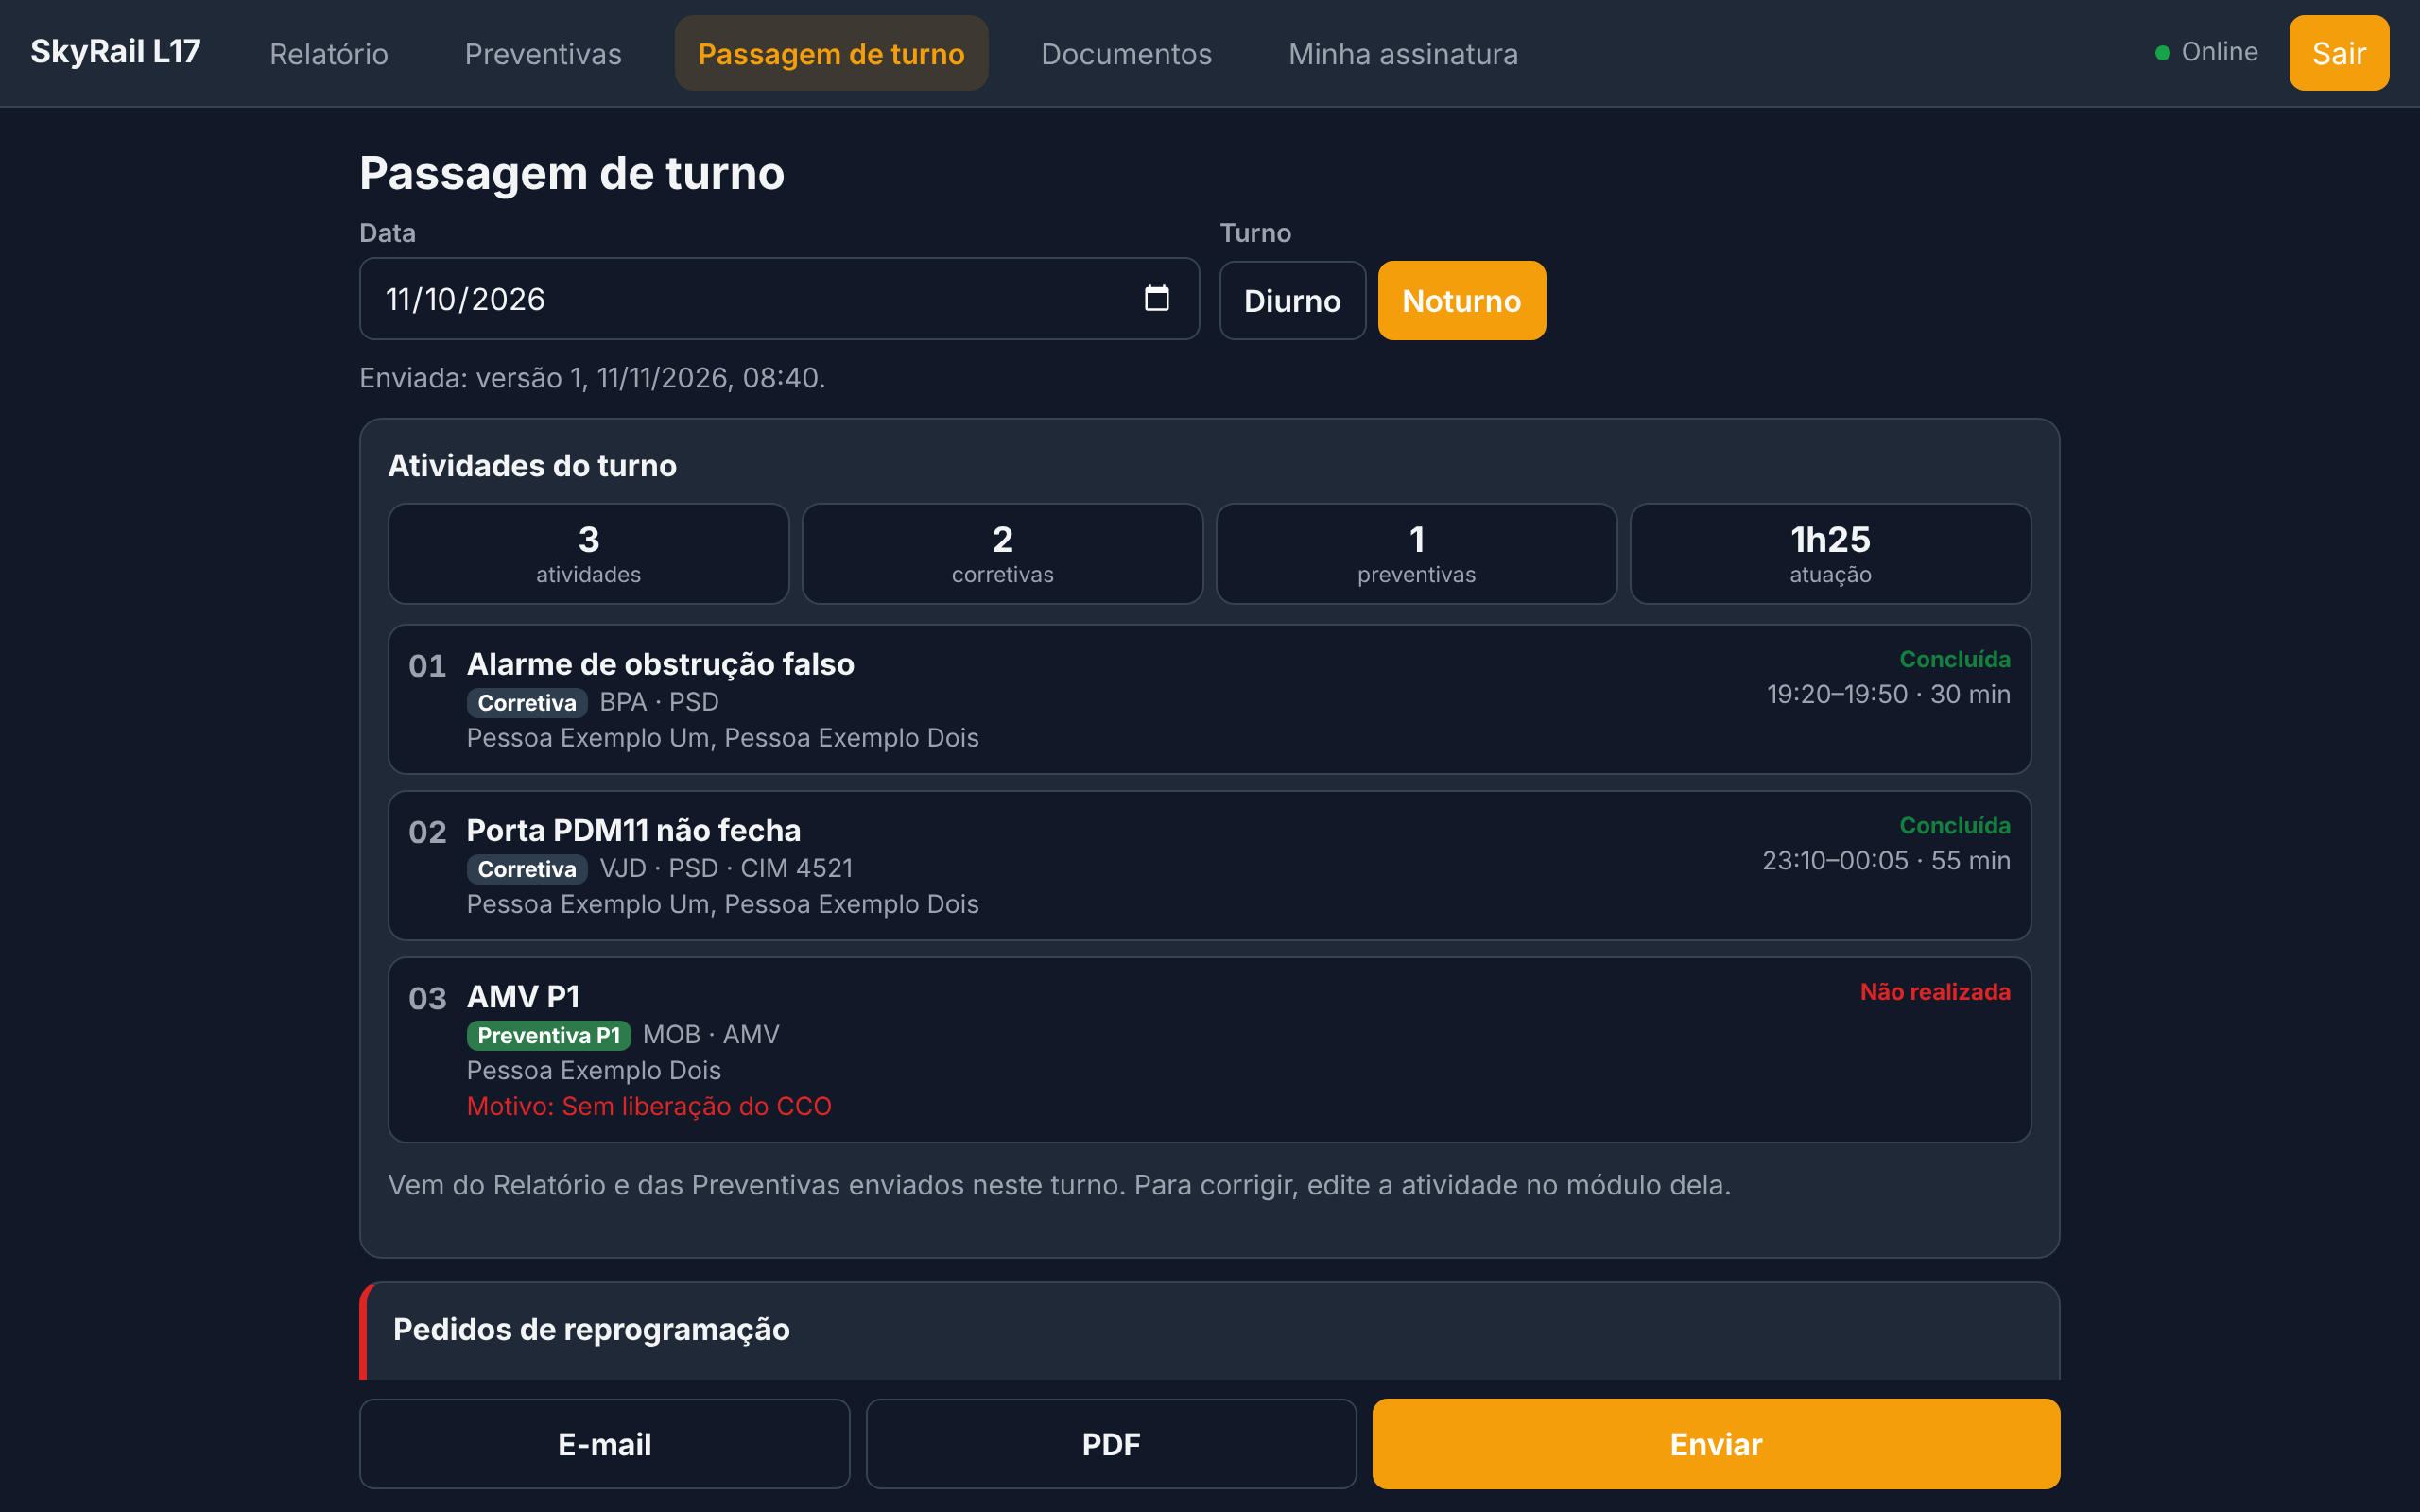 SkyRail L17
Relatório
Preventivas
Passagem de turno
Documentos
Minha assinatura
Online
Sair
Passagem de turno
Data
Turno
11/10/2026
Diurno
Noturno
Enviada: versão 1, 11/11/2026, 08:40.
Atividades do turno
3
atividades
2
corretivas
1
preventivas
1h25
atuação
01
Alarme de obstrução falso
Corretiva
BPA · PSD
Pessoa Exemplo Um, Pessoa Exemplo Dois
Concluída
19:20–19:50 · 30 min
02
Porta PDM11 não fecha
Corretiva
VJD · PSD · CIM 4521
Pessoa Exemplo Um, Pessoa Exemplo Dois
Concluída
23:10–00:05 · 55 min
03
AMV P1
Preventiva P1
MOB · AMV
Pessoa Exemplo Dois
Motivo: Sem liberação do CCO
Não realizada
Vem do Relatório e das Preventivas enviados neste turno. Para corrigir, edite a atividade no módulo dela.
Pedidos de reprogramação
E-mail
PDF
Enviar